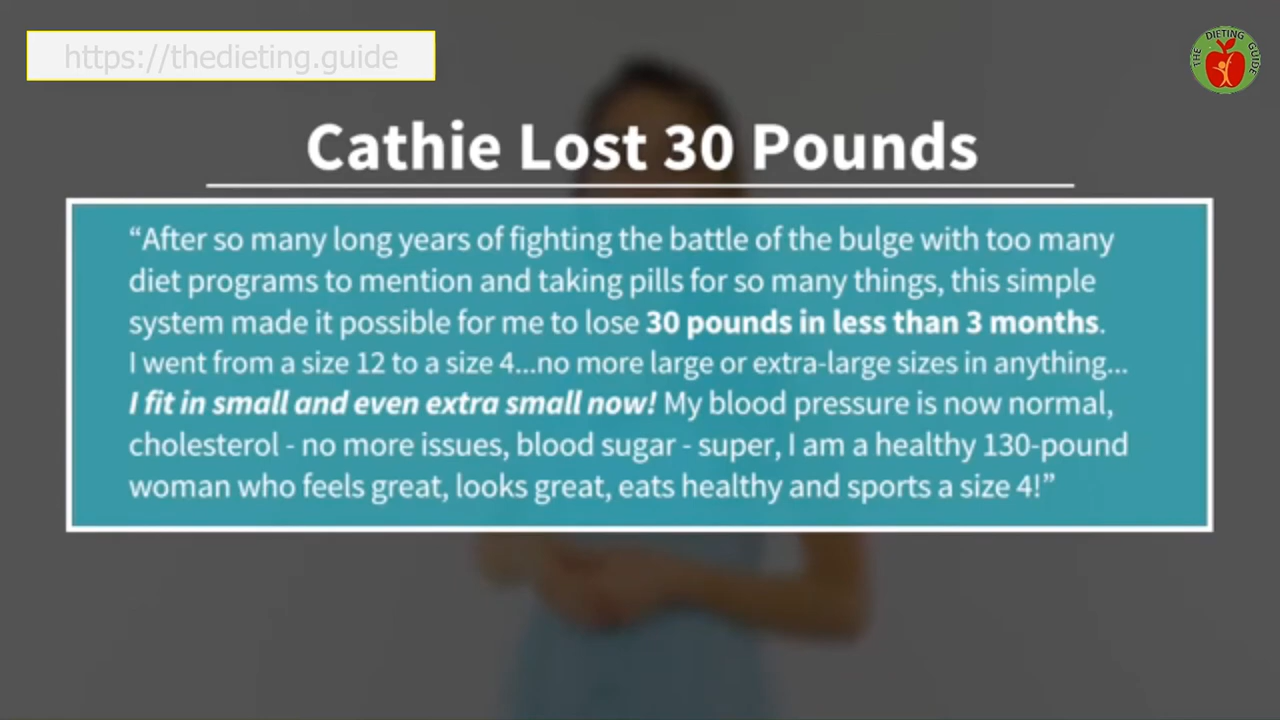 https://thedieting.guide
THE DIETING GUIDE
Cathie Lost 30 Pounds
“After so many long years of fighting the battle of the bulge with too many
diet programs to mention and taking pills for so many things, this simple
system made it possible for me to lose 30 pounds in less than 3 months.
I went from a size 12 to a size 4...no more large or extra-large sizes in anything...
I fit in small and even extra small now! My blood pressure is now normal,
cholesterol - no more issues, blood sugar - super, I am a healthy 130-pound
woman who feels great, looks great, eats healthy and sports a size 4!”